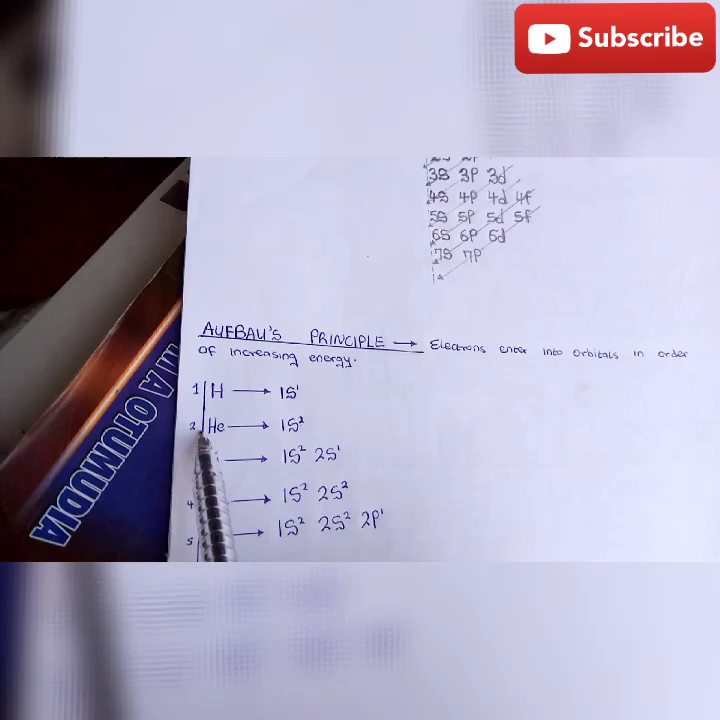 Subscribe
3S 3P 3d
4S 4P 4d 4f
5S 5P 5d 5f
6S 6P 6d
7S 7P
AUFBAU'S PRINCIPLE → Electrons enter into orbitals in order
of increasing energy.
1 H → 1S¹
2 He → 1S²
→ 1S² 2S¹
4 → 1S² 2S²
5 → 1S² 2S² 2P¹
OTUMUDIA